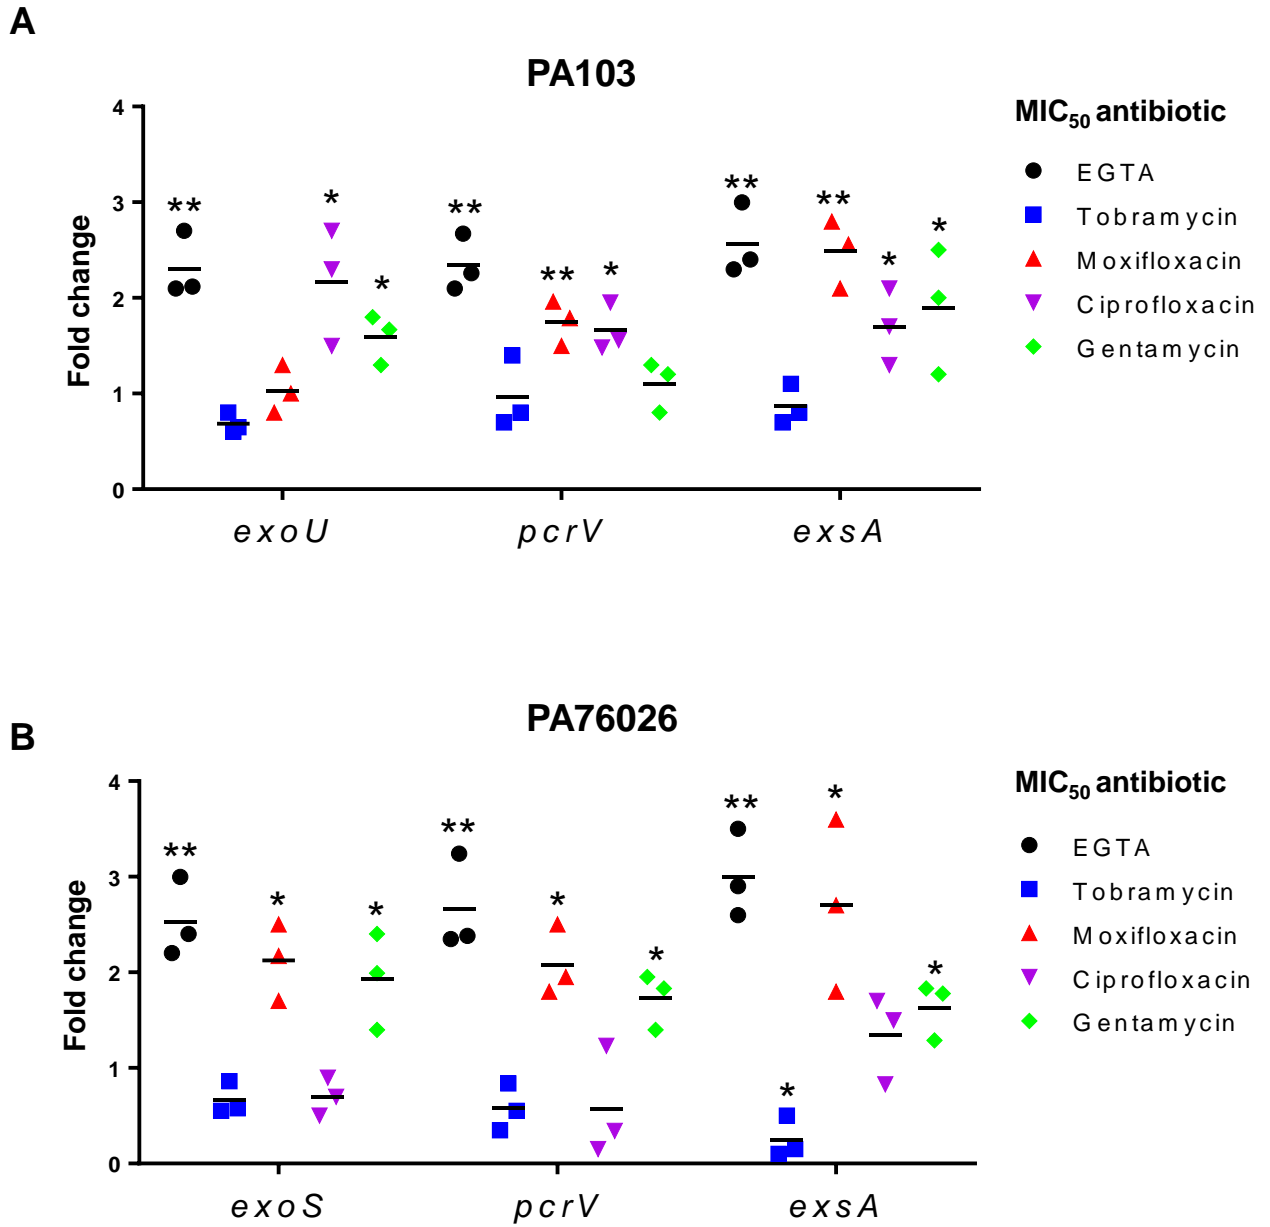 A
PA103
Fold change
4
3
2
1
0
** * * ** ** * ** ** * *
exoU pcrV exsA
MIC50 antibiotic
EGTA
Tobramycin
Moxifloxacin
Ciprofloxacin
Gentamycin
B
PA76026
Fold change
4
3
2
1
0
** * * ** * * ** * * *
exoS pcrV exsA
MIC50 antibiotic
EGTA
Tobramycin
Moxifloxacin
Ciprofloxacin
Gentamycin